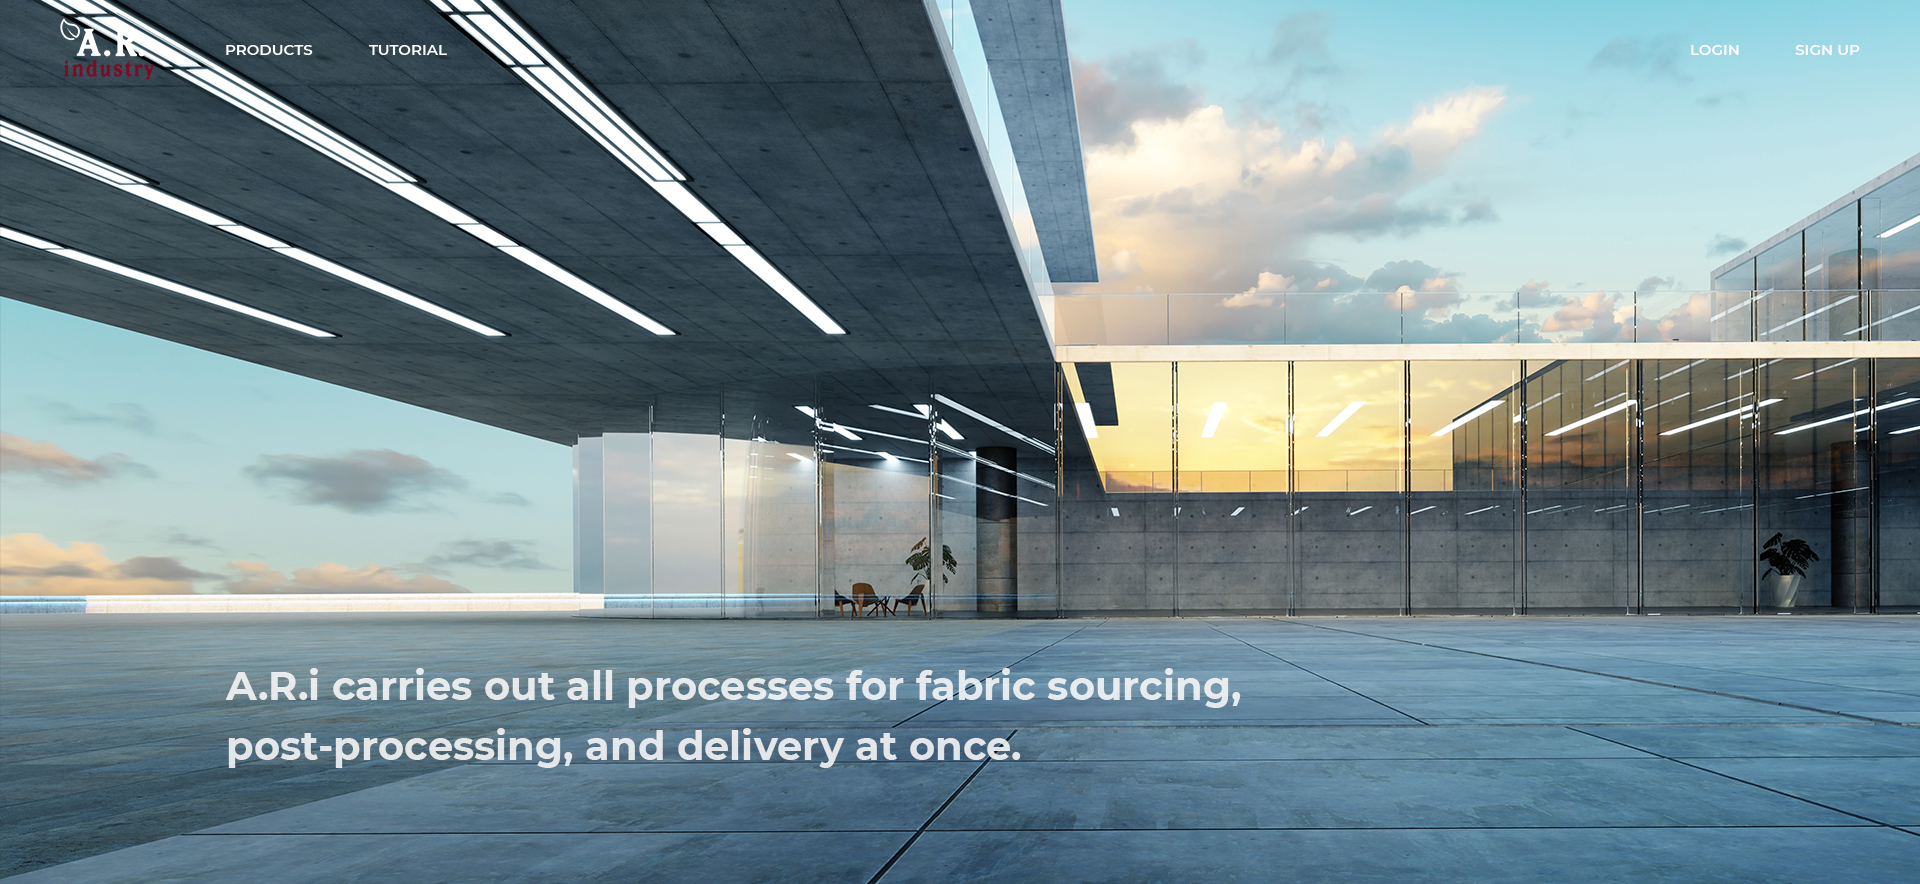 A.R.i
industry
PRODUCTS
TUTORIAL
LOGIN
SIGN UP
A.R.i carries out all processes for fabric sourcing,
post-processing, and delivery at once.